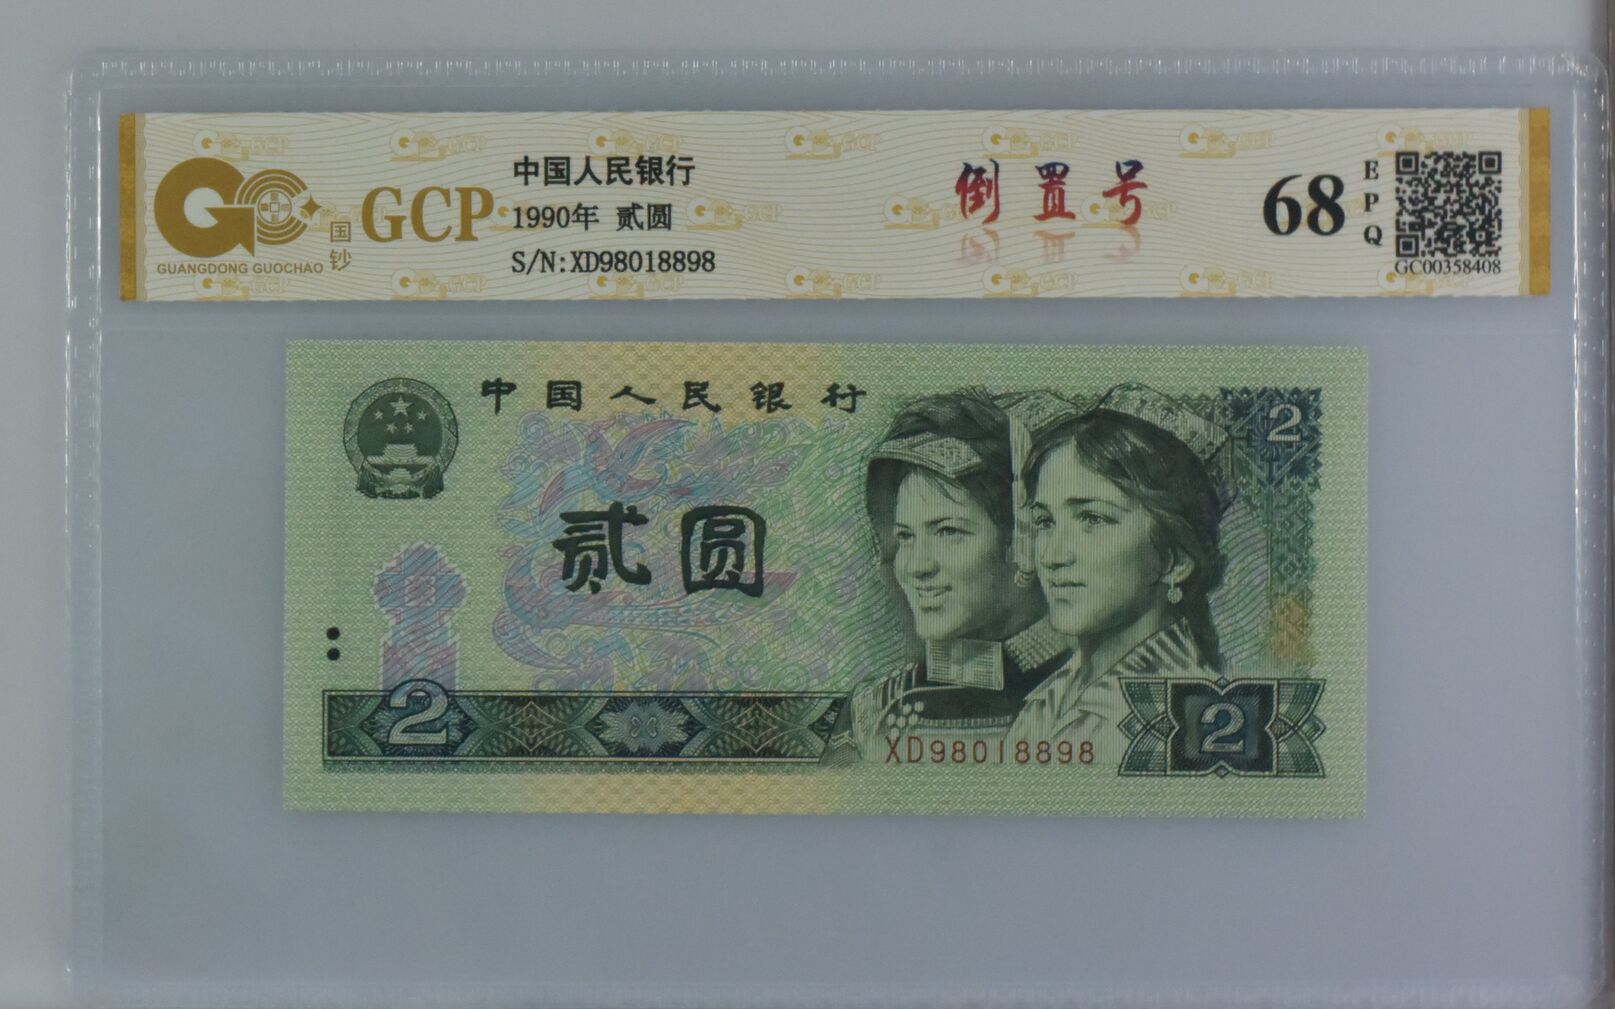 GUANGDONG GUOCHAO
国钞
GCP
中国人民银行
1990年 贰圆
S/N:XD98018898
倒置号
68
EPQ
GC00358408
中国人民银行
2
贰圆
2
XD98018898
2